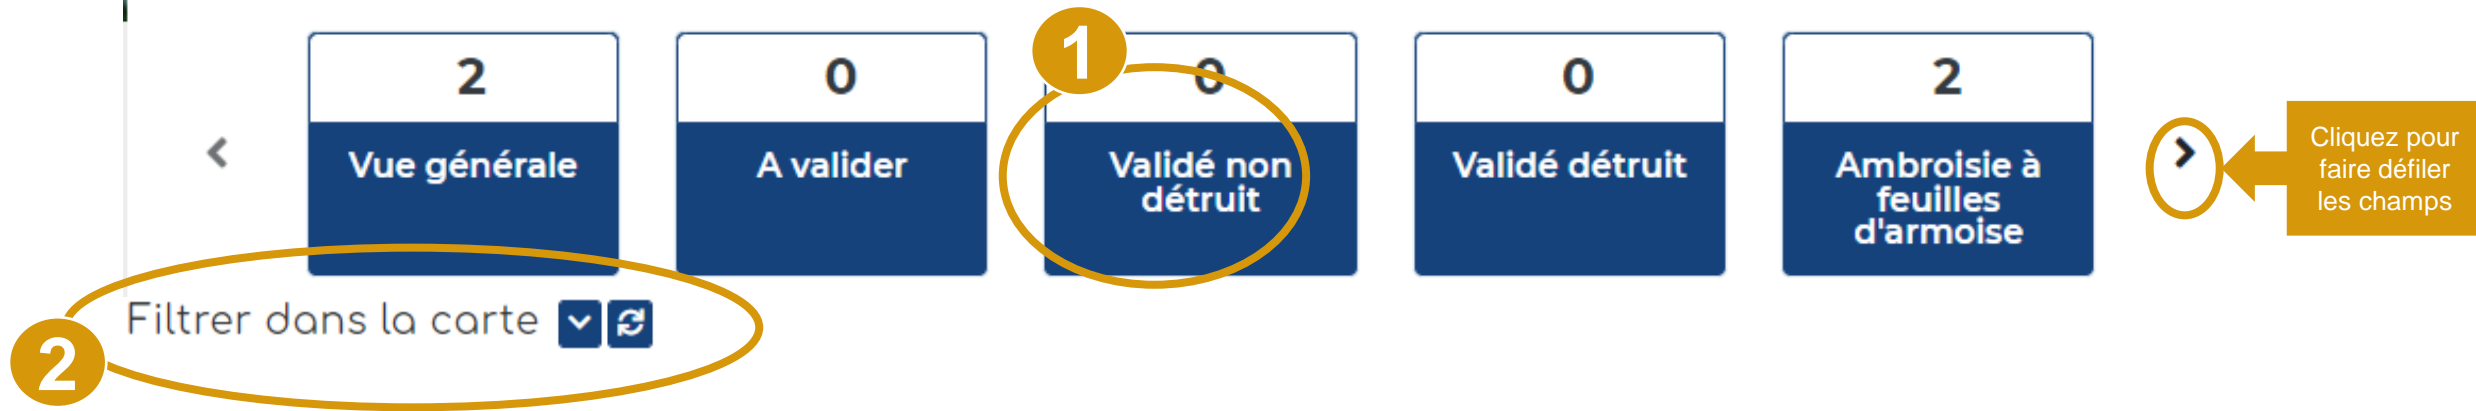 1
2
0
0
0
2
Vue générale
A valider
Validé non
détruit
Validé détruit
Ambroisie à
feuilles
d'armoise
Cliquez pour
faire défiler
les champs
Filtrer dans la carte
2